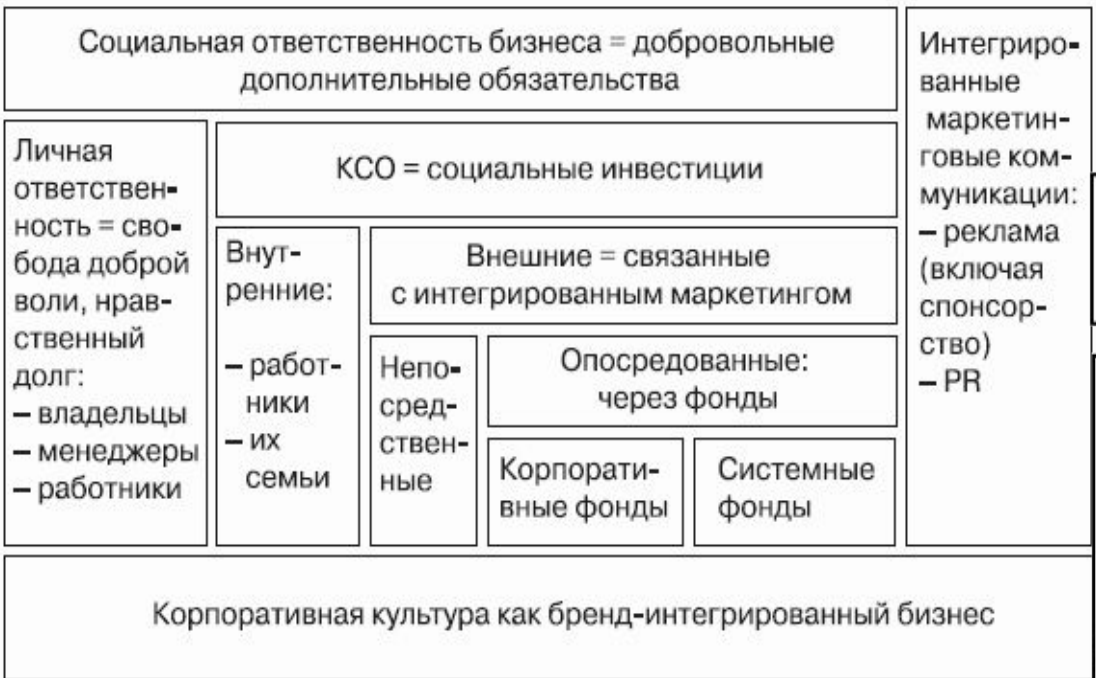 Социальная ответственность бизнеса = добровольные
дополнительные обязательства
Личная
ответствен-
ность = сво-
бода доброй
воли, нрав-
ственный
долг:
– владельцы
– менеджеры
– работники
КСО = социальные инвестиции
Внут-
ренние:
– работ-
ники
– их
семьи
Внешние = связанные
с интегрированным маркетингом
Непо-
сред-
ствен-
ные
Опосредованные:
через фонды
Корпорати-
вные фонды
Системные
фонды
Интегриро-
ванные
маркетин-
говые ком-
муникации:
– реклама
(включая
спонсор-
ство)
– PR
Корпоративная культура как бренд-интегрированный бизнес